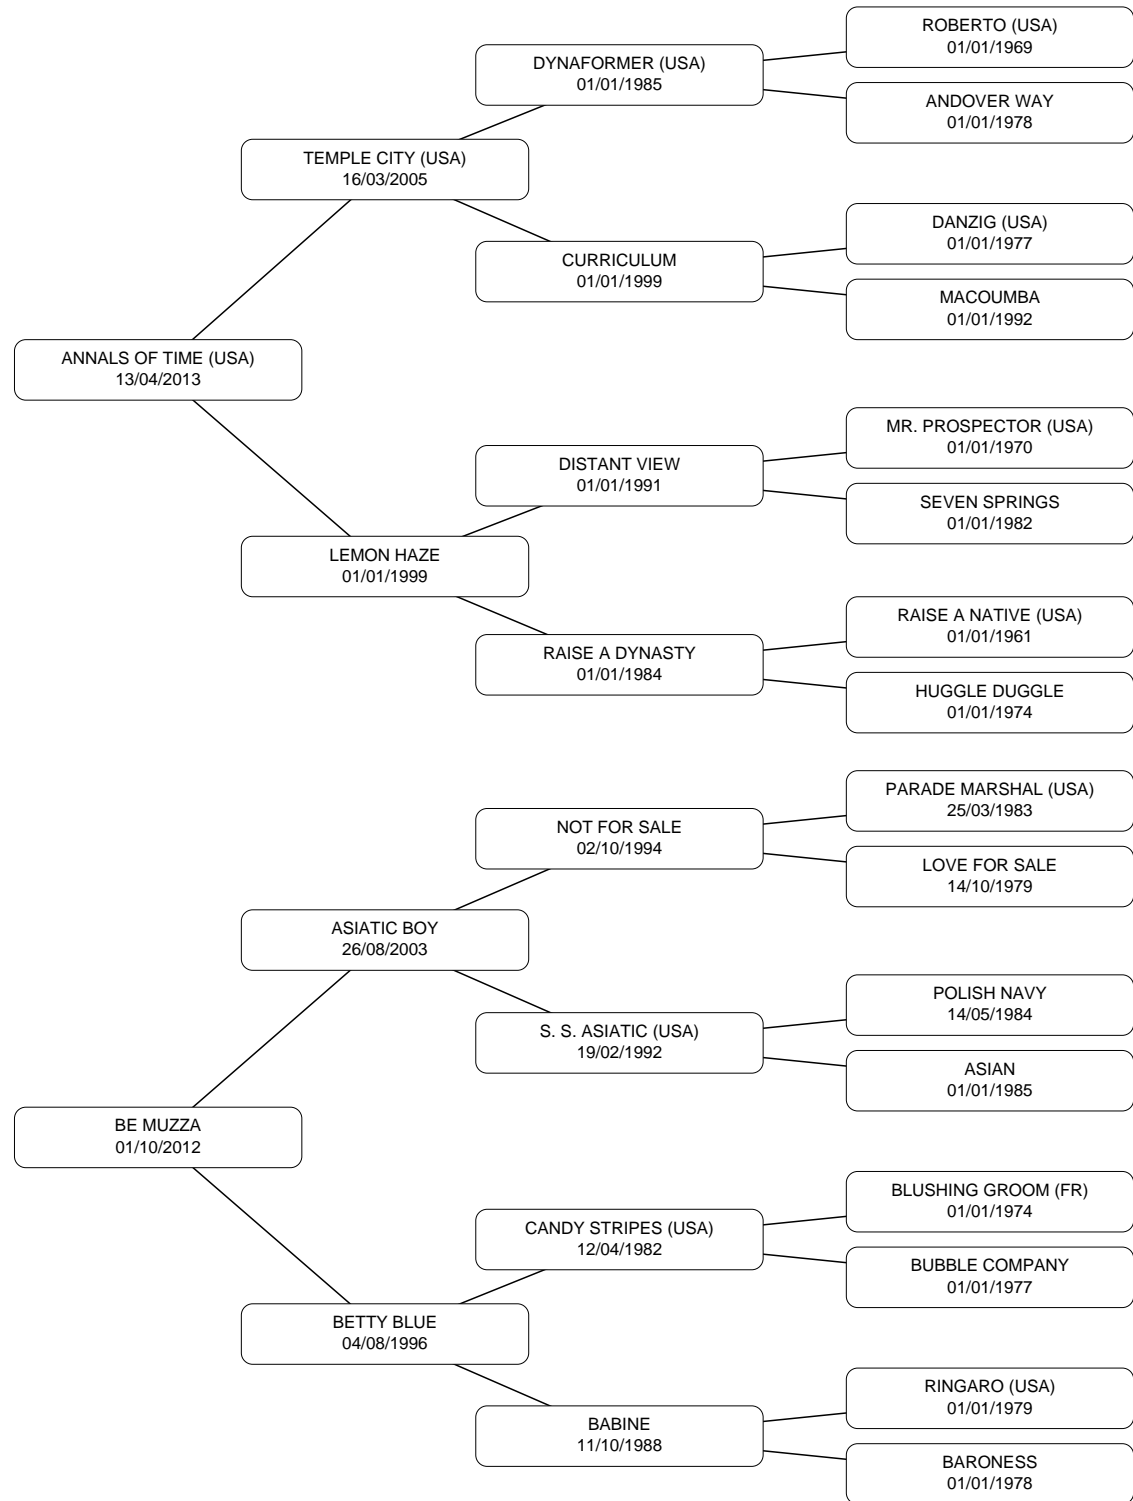 ROBERTO (USA)
01/01/1969
DYNAFORMER (USA)
01/01/1985
ANDOVER WAY
01/01/1978
TEMPLE CITY (USA)
16/03/2005
DANZIG (USA)
01/01/1977
CURRICULUM
01/01/1999
MACOUMBA
01/01/1992
ANNALS OF TIME (USA)
13/04/2013
MR. PROSPECTOR (USA)
01/01/1970
DISTANT VIEW
01/01/1991
SEVEN SPRINGS
01/01/1982
LEMON HAZE
01/01/1999
RAISE A NATIVE (USA)
01/01/1961
RAISE A DYNASTY
01/01/1984
HUGGLE DUGGLE
01/01/1974
PARADE MARSHAL (USA)
25/03/1983
NOT FOR SALE
02/10/1994
LOVE FOR SALE
14/10/1979
ASIATIC BOY
26/08/2003
POLISH NAVY
14/05/1984
S. S. ASIATIC (USA)
19/02/1992
ASIAN
01/01/1985
BE MUZZA
01/10/2012
BLUSHING GROOM (FR)
01/01/1974
CANDY STRIPES (USA)
12/04/1982
BUBBLE COMPANY
01/01/1977
BETTY BLUE
04/08/1996
RINGARO (USA)
01/01/1979
BABINE
11/10/1988
BARONESS
01/01/1978